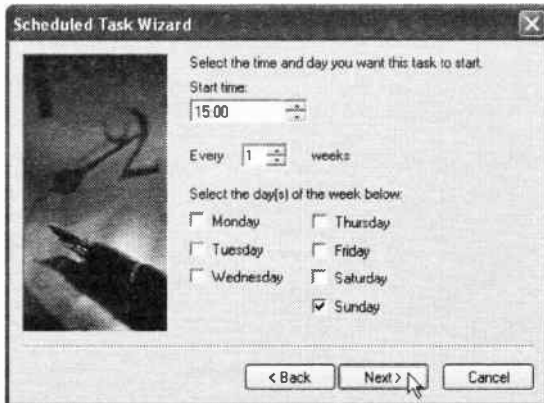 Scheduled Task Wizard
Select the time and day you want this task to start.
Start time:
15:00
Every 1 weeks
Select the day(s) of the week below:
Monday
Thursday
Tuesday
Friday
Wednesday
Saturday
Sunday
< Back
Next >
Cancel